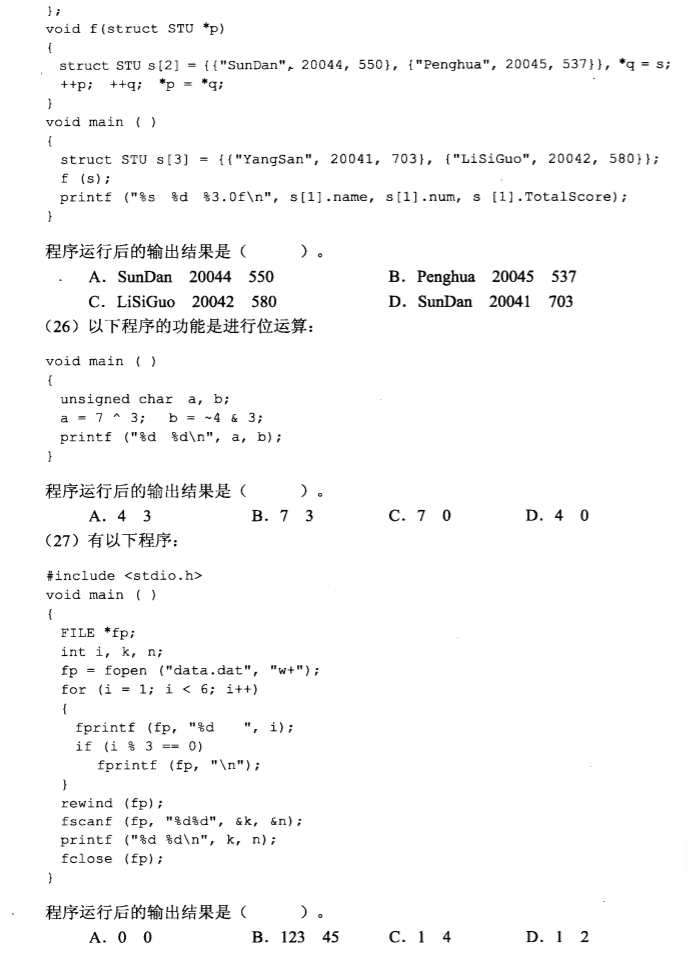 };
void f(struct STU *p)
{
struct STU s[2] = {{"SunDan", 20044, 550}, {"Penghua", 20045, 537}}, *q = s;
++p; ++q; *p = *q;
}
void main ( )
{
struct STU s[3] = {{"YangSan", 20041, 703}, {"LiSiGuo", 20042, 580}};
f (s);
printf ("%s %d %3.0f\n", s[1].name, s[1].num, s [1].TotalScore);
}
程序运行后的输出结果是（ ）。
A．SunDan 20044 550 B．Penghua 20045 537
C．LiSiGuo 20042 580 D．SunDan 20041 703
（26）以下程序的功能是进行位运算：
void main ( )
{
unsigned char a, b;
a = 7 ^ 3; b = ~4 & 3;
printf ("%d %d\n", a, b);
}
程序运行后的输出结果是（ ）。
A．4 3 B．7 3 C．7 0 D．4 0
（27）有以下程序：
#include <stdio.h>
void main ( )
{
FILE *fp;
int i, k, n;
fp = fopen ("data.dat", "w+");
for (i = 1; i < 6; i++)
{
fprintf (fp, "%d ", i);
if (i % 3 == 0)
fprintf (fp, "\n");
}
rewind (fp);
fscanf (fp, "%d%d", &k, &n);
printf ("%d %d\n", k, n);
fclose (fp);
}
程序运行后的输出结果是（ ）。
A．0 0 B．123 45 C．1 4 D．1 2